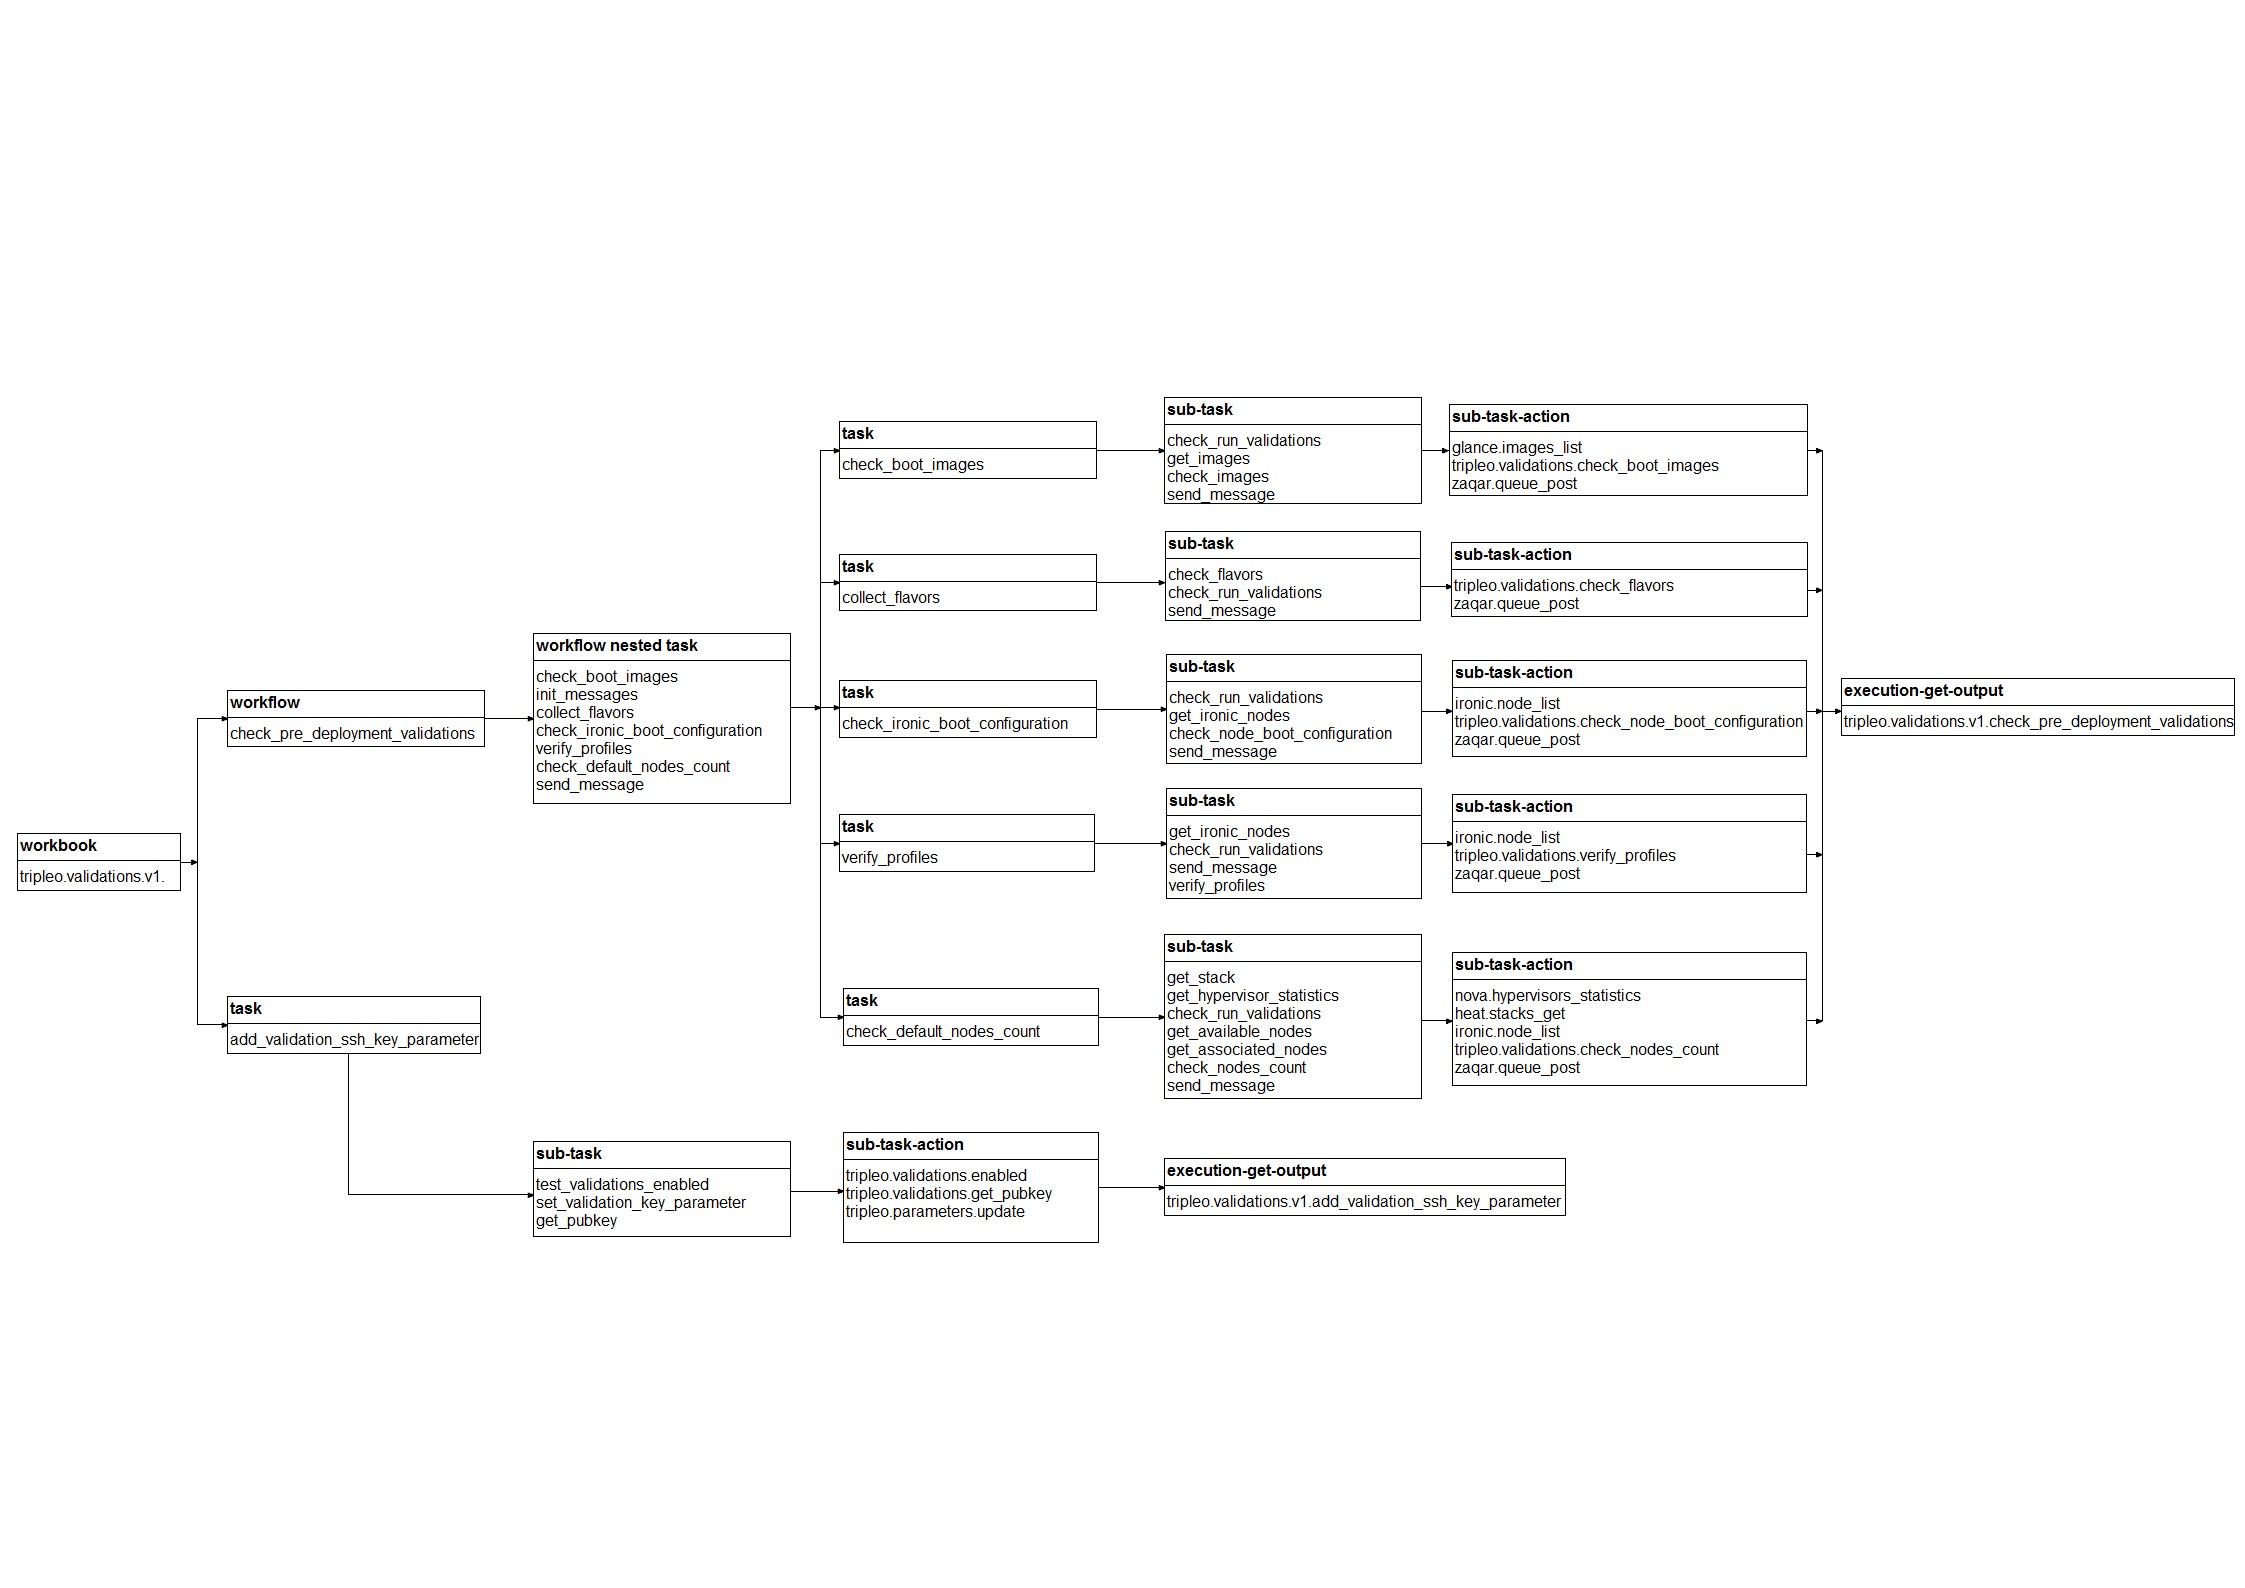 workbook
tripleo.validations.v1.
workflow
check_pre_deployment_validations
task
add_validation_ssh_key_parameter
workflow nested task
check_boot_images
init_messages
collect_flavors
check_ironic_boot_configuration
verify_profiles
check_default_nodes_count
send_message
task
check_boot_images
sub-task
check_run_validations
get_images
check_images
send_message
sub-task-action
glance.images_list
tripleo.validations.check_boot_images
zaqar.queue_post
task
collect_flavors
sub-task
check_flavors
check_run_validations
send_message
sub-task-action
tripleo.validations.check_flavors
zaqar.queue_post
task
check_ironic_boot_configuration
sub-task
check_run_validations
get_ironic_nodes
check_node_boot_configuration
send_message
sub-task-action
ironic.node_list
tripleo.validations.check_node_boot_configuration
zaqar.queue_post
task
verify_profiles
sub-task
get_ironic_nodes
check_run_validations
send_message
verify_profiles
sub-task-action
ironic.node_list
tripleo.validations.verify_profiles
zaqar.queue_post
task
check_default_nodes_count
sub-task
get_stack
get_hypervisor_statistics
check_run_validations
get_available_nodes
get_associated_nodes
check_nodes_count
send_message
sub-task-action
nova.hypervisors_statistics
heat.stacks_get
ironic.node_list
tripleo.validations.check_nodes_count
zaqar.queue_post
execution-get-output
tripleo.validations.v1.check_pre_deployment_validations
sub-task
test_validations_enabled
set_validation_key_parameter
get_pubkey
sub-task-action
tripleo.validations.enabled
tripleo.validations.get_pubkey
tripleo.parameters.update
execution-get-output
tripleo.validations.v1.add_validation_ssh_key_parameter